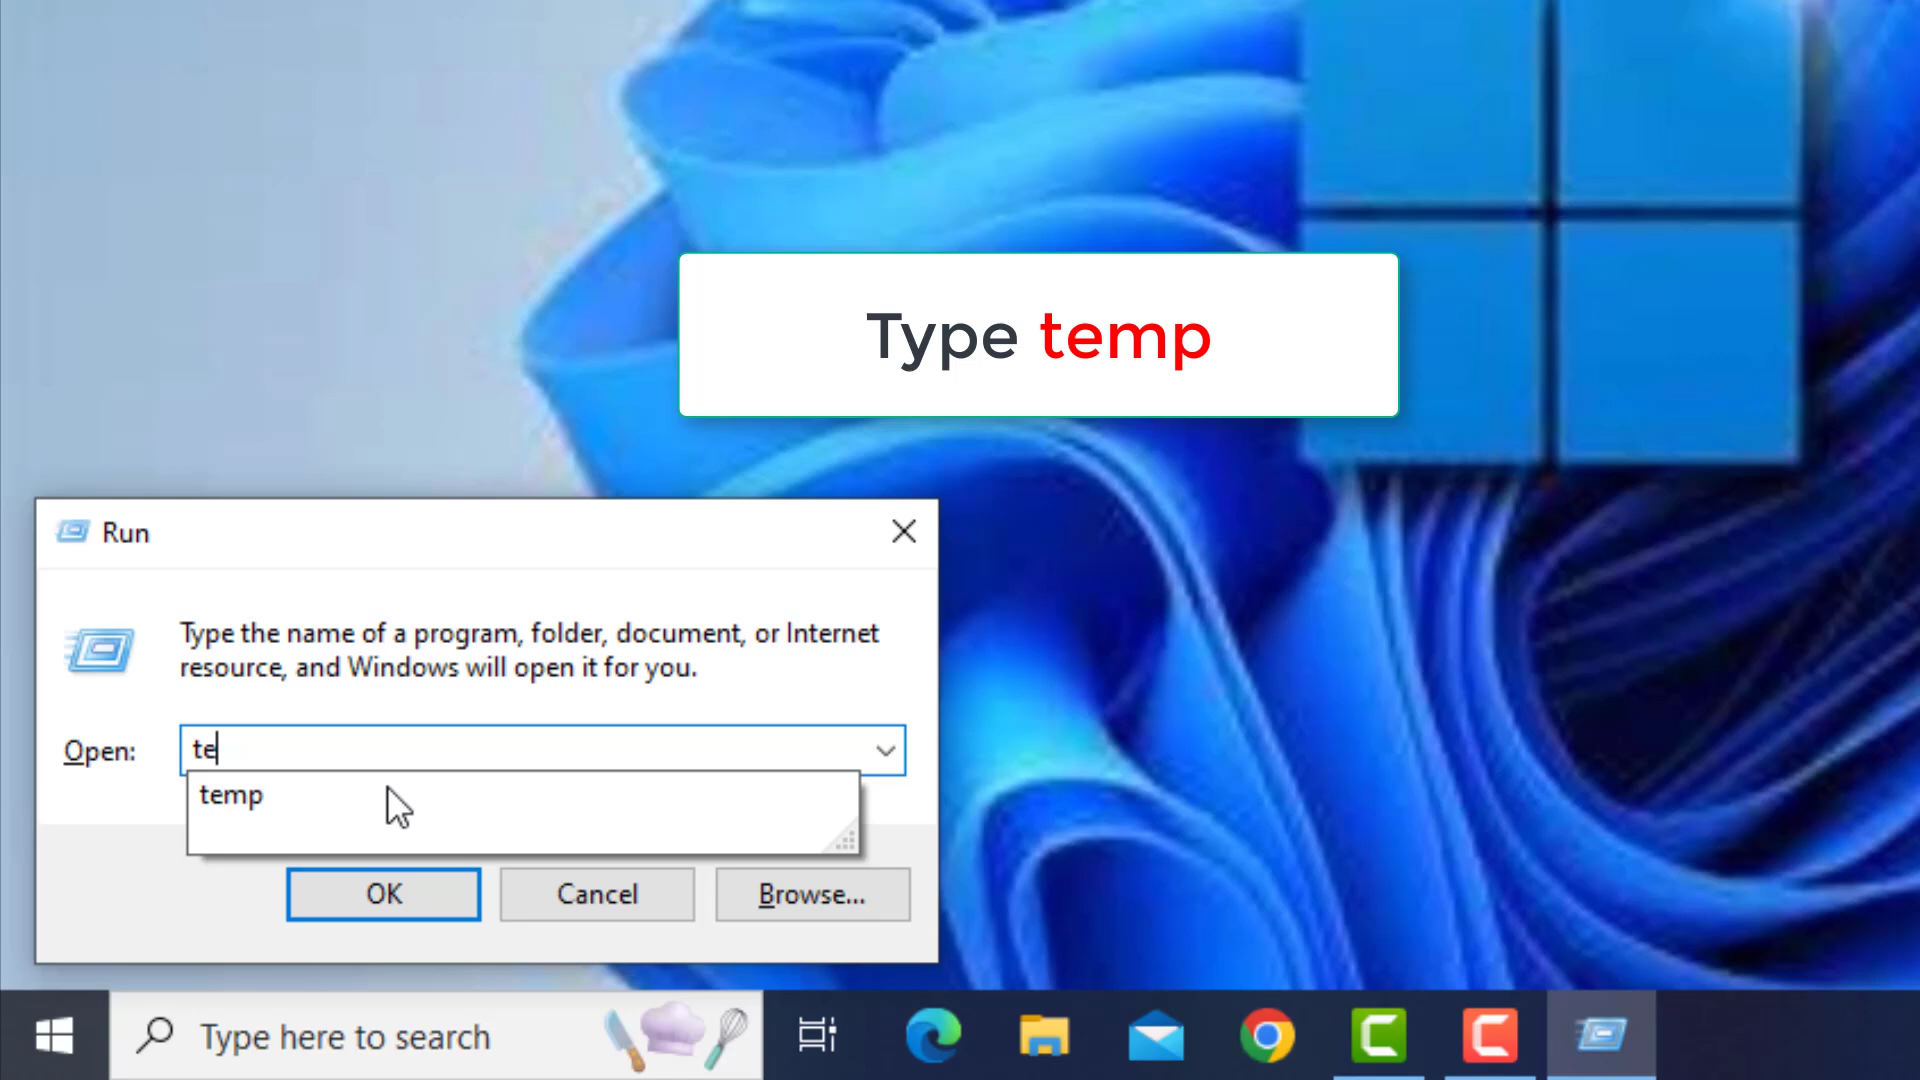 Type temp
Run
Type the name of a program, folder, document, or Internet
resource, and Windows will open it for you.
Open:
te
temp
OK
Cancel
Browse...
Type here to search